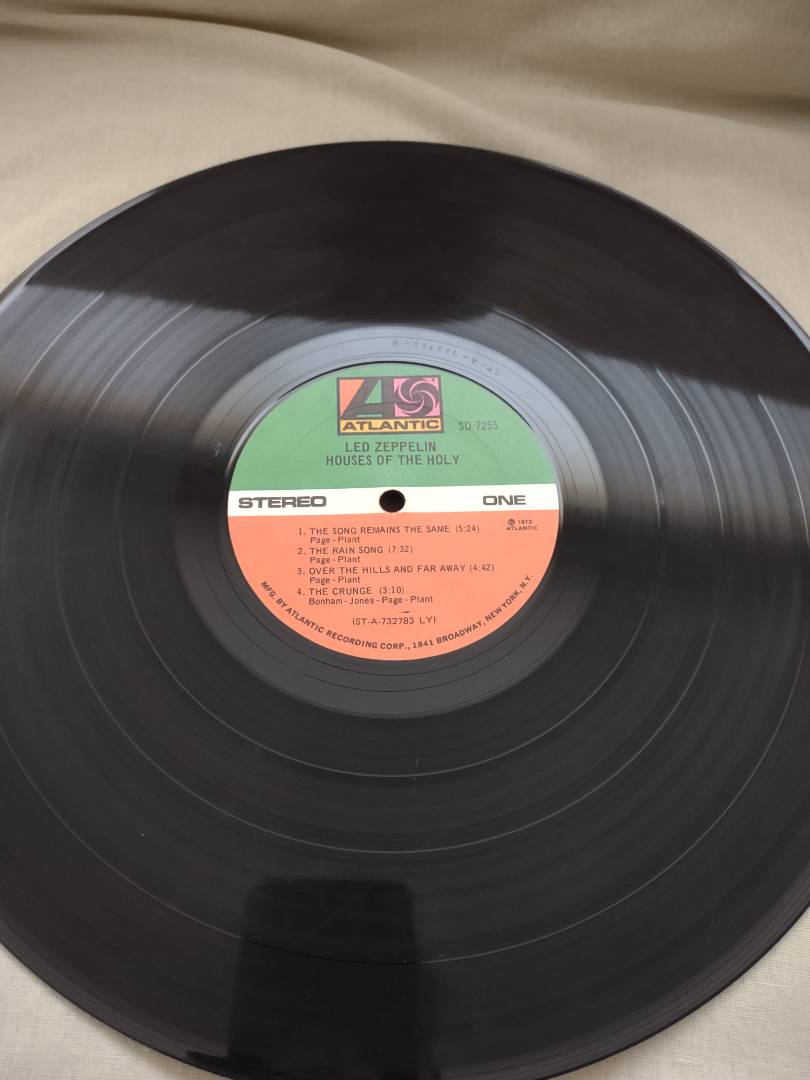 ATLANTIC
SD 7255
LED ZEPPELIN
HOUSES OF THE HOLY
STEREO ONE
℗ 1973
ATLANTIC
1. THE SONG REMAINS THE SAME (5:24)
Page - Plant
2. THE RAIN SONG (7:32)
Page - Plant
3. OVER THE HILLS AND FAR AWAY (4:42)
Page - Plant
4. THE CRUNGE (3:10)
Bonham - Jones - Page - Plant
(ST-A-732783 LY)
MFG. BY ATLANTIC RECORDING CORP., 1841 BROADWAY, NEW YORK, N.Y.